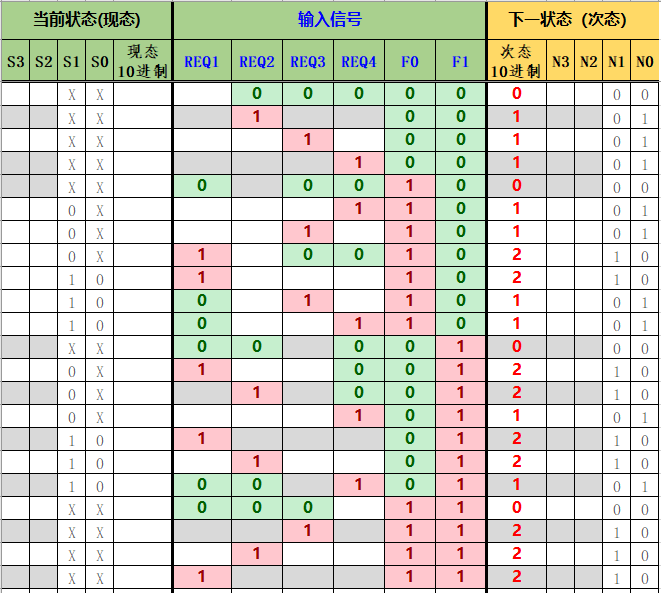 当前状态(现态) 输入信号 下一状态 (次态)
S3 S2 S1 S0 现态 10进制 REQ1 REQ2 REQ3 REQ4 F0 F1 次态 10进制 N3 N2 N1 N0
X X 0 0 0 0 0 0 0 0
X X 1 0 0 1 0 1
X X 1 0 0 1 0 1
X X 1 0 0 1 0 1
X X 0 0 0 1 0 0 0 0
0 X 1 1 0 1 0 1
0 X 1 1 0 1 0 1
0 X 1 0 0 1 0 2 1 0
1 0 1 1 0 2 1 0
1 0 0 1 1 0 1 0 1
1 0 0 1 1 0 1 0 1
X X 0 0 0 0 1 0 0 0
0 X 1 0 0 1 2 1 0
0 X 1 0 0 1 2 1 0
0 X 1 0 1 1 0 1
1 0 1 0 1 2 1 0
1 0 1 0 1 2 1 0
1 0 0 0 1 0 1 1 0 1
X X 0 0 0 1 1 0 0 0
X X 1 1 1 2 1 0
X X 1 1 1 2 1 0
X X 1 1 1 2 1 0